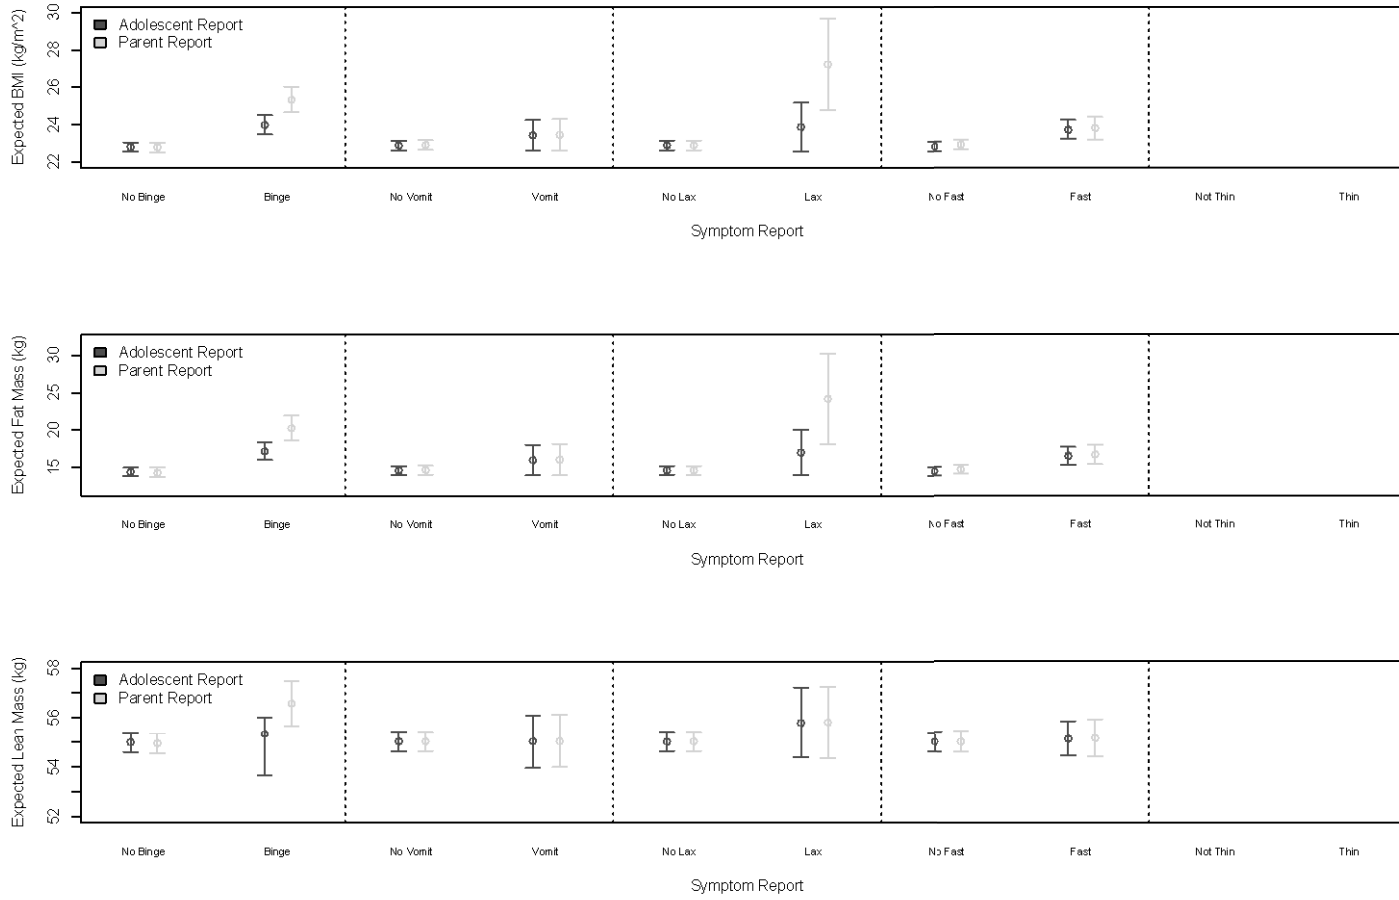 Expected BMI (kg/m^2)
30
28
26
24
22
Adolescent Report
Parent Report
No Binge Binge No Vomit Vomit No Lax Lax No Fast Fast Not Thin Thin
Symptom Report
Expected Fat Mass (kg)
30
25
20
15
Adolescent Report
Parent Report
No Binge Binge No Vomit Vomit No Lax Lax No Fast Fast Not Thin Thin
Symptom Report
Expected Lean Mass (kg)
58
56
54
52
Adolescent Report
Parent Report
No Binge Binge No Vomit Vomit No Lax Lax No Fast Fast Not Thin Thin
Symptom Report